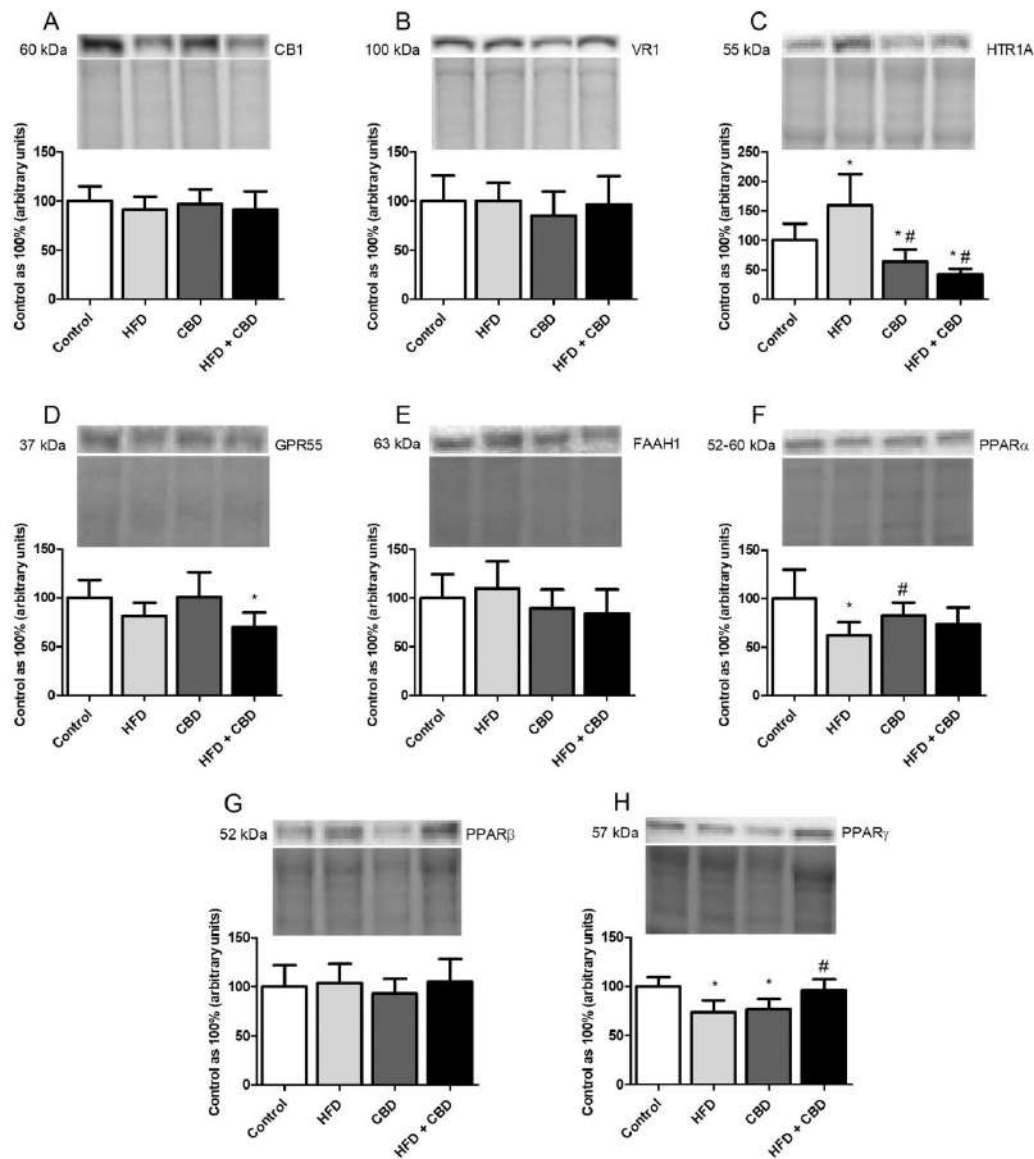 A
60 kDa
CB1
Control as 100% (arbitrary units)
150
100
50
0
Control
HFD
CBD
HFD + CBD
B
100 kDa
VR1
Control as 100% (arbitrary units)
150
100
50
0
Control
HFD
CBD
HFD + CBD
C
55 kDa
HTR1A
Control as 100% (arbitrary units)
250
200
150
100
50
0
*
* #
* #
Control
HFD
CBD
HFD + CBD
D
37 kDa
GPR55
Control as 100% (arbitrary units)
150
100
50
0
*
Control
HFD
CBD
HFD + CBD
E
63 kDa
FAAH1
Control as 100% (arbitrary units)
150
100
50
0
Control
HFD
CBD
HFD + CBD
F
52-60 kDa
PPARα
Control as 100% (arbitrary units)
150
100
50
0
*
#
Control
HFD
CBD
HFD + CBD
G
52 kDa
PPARβ
Control as 100% (arbitrary units)
150
100
50
0
Control
HFD
CBD
HFD + CBD
H
57 kDa
PPARγ
Control as 100% (arbitrary units)
150
100
50
0
*
*
#
Control
HFD
CBD
HFD + CBD